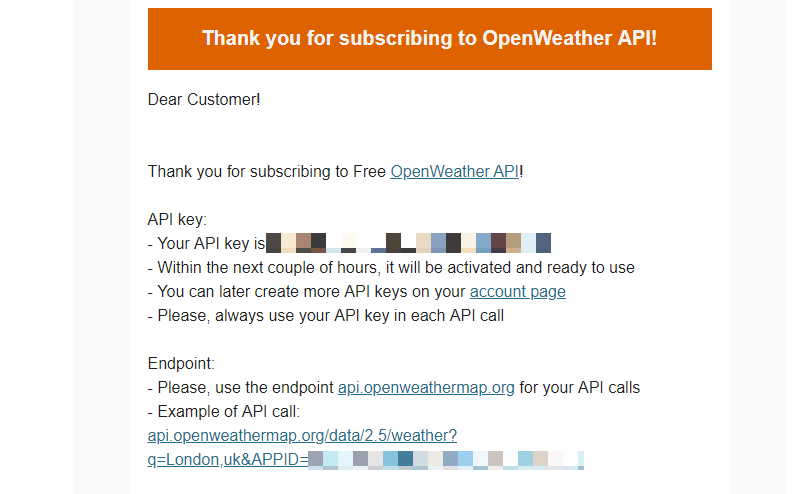 Thank you for subscribing to OpenWeather API!
Dear Customer!
Thank you for subscribing to Free OpenWeather API!
API key:
- Your API key is
- Within the next couple of hours, it will be activated and ready to use
- You can later create more API keys on your account page
- Please, always use your API key in each API call
Endpoint:
- Please, use the endpoint api.openweathermap.org for your API calls
- Example of API call:
api.openweathermap.org/data/2.5/weather?
q=London,uk&APPID=